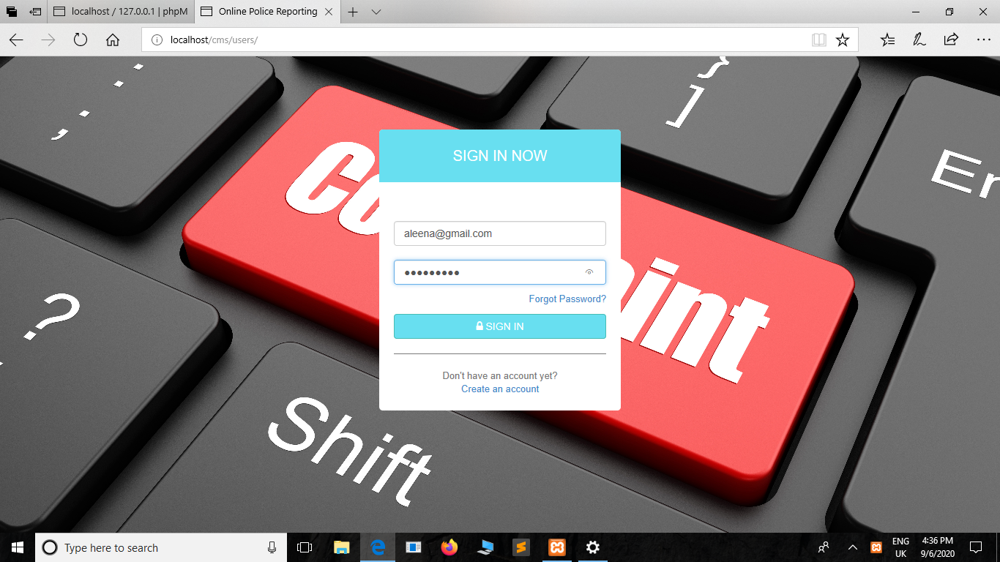 localhost / 127.0.0.1 | phpM
Online Police Reporting
localhost/cms/users/
:
;
}
]
Co
int
En
?
Shift
SIGN IN NOW
aleena@gmail.com
•••••••••
Forgot Password?
SIGN IN
Don't have an account yet?
Create an account
Type here to search
ENG
UK
4:36 PM
9/6/2020